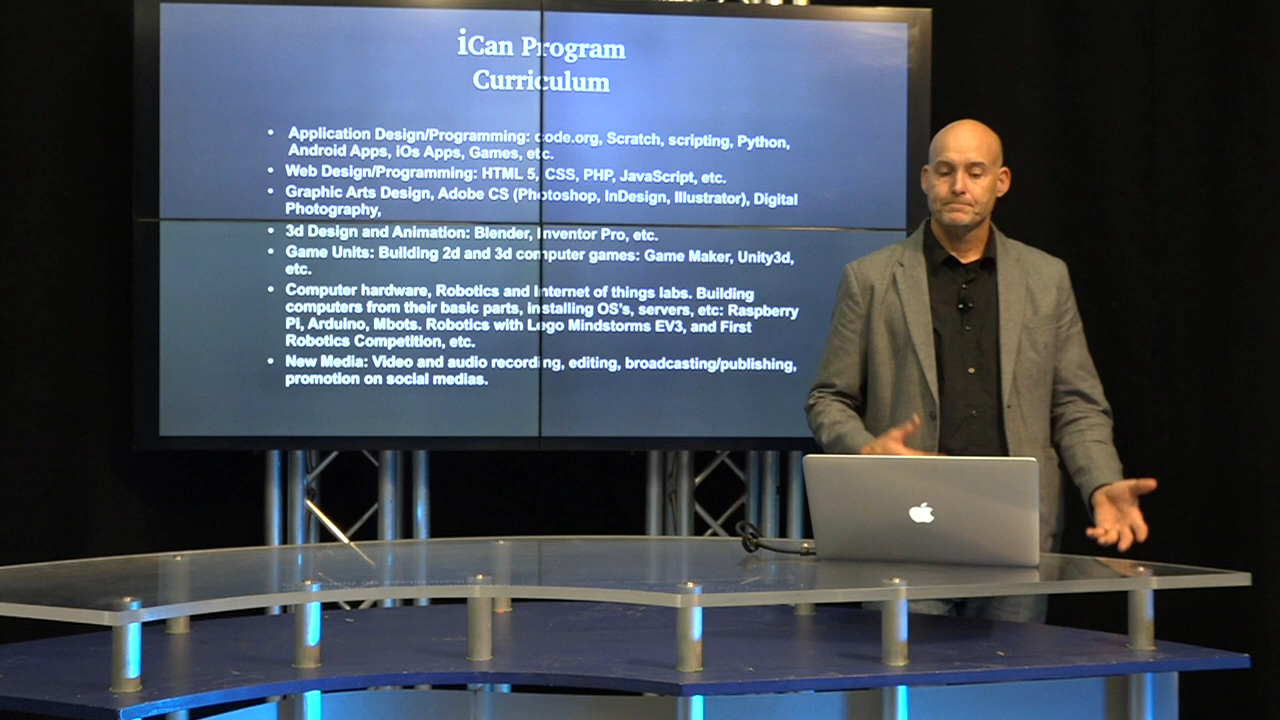 iCan Program
Curriculum
• Application Design/Programming: code.org, Scratch, scripting, Python,
Android Apps, iOs Apps, Games, etc.
• Web Design/Programming: HTML 5, CSS, PHP, JavaScript, etc.
• Graphic Arts Design, Adobe CS (Photoshop, InDesign, Illustrator), Digital
Photography,
• 3d Design and Animation: Blender, Inventor Pro, etc.
• Game Units: Building 2d and 3d computer games: Game Maker, Unity3d,
etc.
• Computer hardware, Robotics and Internet of things labs. Building
computers from their basic parts, installing OS's, servers, etc: Raspberry
Pi, Arduino, Mbots. Robotics with Lego Mindstorms EV3, and First
Robotics Competition, etc.
• New Media: Video and audio recording, editing, broadcasting/publishing,
promotion on social medias.